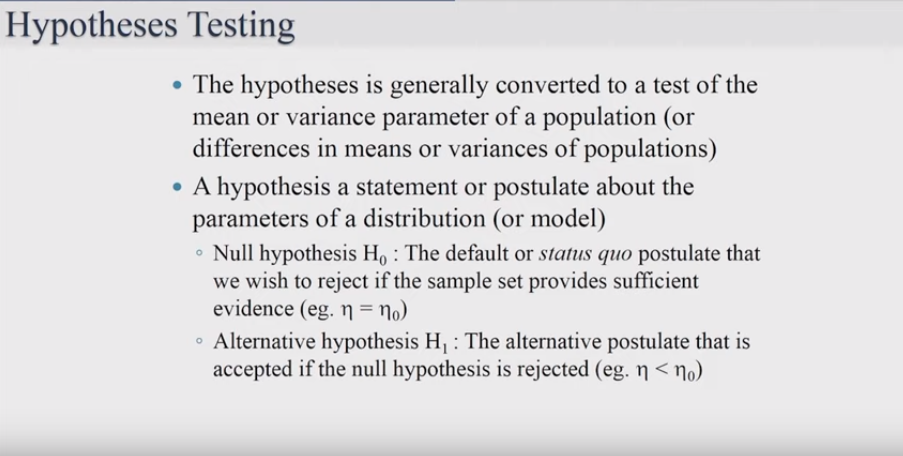 Hypotheses Testing
• The hypotheses is generally converted to a test of the
mean or variance parameter of a population (or
differences in means or variances of populations)
• A hypothesis a statement or postulate about the
parameters of a distribution (or model)
◦ Null hypothesis H₀ : The default or status quo postulate that
we wish to reject if the sample set provides sufficient
evidence (eg. η = η₀)
◦ Alternative hypothesis H₁ : The alternative postulate that is
accepted if the null hypothesis is rejected (eg. η < η₀)